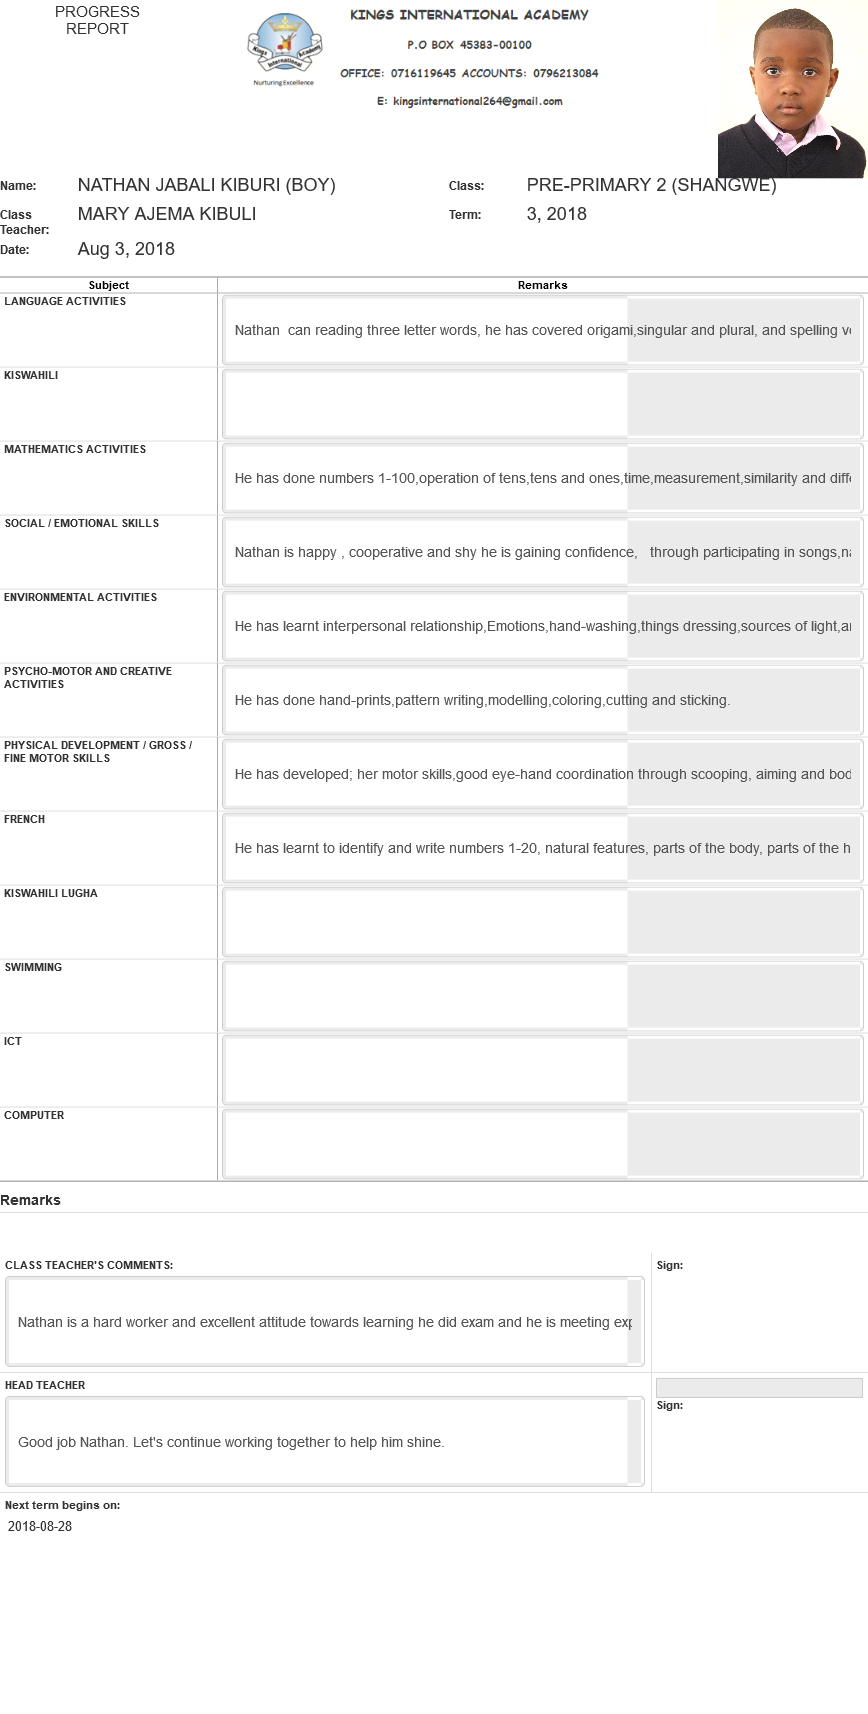 PROGRESS
REPORT
KINGS INTERNATIONAL ACADEMY
P.O BOX 45383-00100
OFFICE: 0716119645 ACCOUNTS: 0796213084
E: kingsinternational264@gmail.com
Kings International Academy
Nurturing Excellence
Name: NATHAN JABALI KIBURI (BOY) Class: PRE-PRIMARY 2 (SHANGWE)
Class Teacher: MARY AJEMA KIBULI Term: 3, 2018
Date: Aug 3, 2018
Subject Remarks
LANGUAGE ACTIVITIES
Nathan  can reading three letter words, he has covered origami,singular and plural, and spelling
KISWAHILI
MATHEMATICS ACTIVITIES
He has done numbers 1-100,operation of tens,tens and ones,time,measurement,similarity and
SOCIAL / EMOTIONAL SKILLS
Nathan is happy , cooperative and shy he is gaining confidence,   through participating in songs,
ENVIRONMENTAL ACTIVITIES
He has learnt interpersonal relationship,Emotions,hand-washing,things dressing,sources of light,
PSYCHO-MOTOR AND CREATIVE
ACTIVITIES
He has done hand-prints,pattern writing,modelling,coloring,cutting and sticking.
PHYSICAL DEVELOPMENT / GROSS /
FINE MOTOR SKILLS
He has developed; her motor skills,good eye-hand coordination through scooping, aiming and bod
FRENCH
He has learnt to identify and write numbers 1-20, natural features, parts of the body, parts of the h
KISWAHILI LUGHA
SWIMMING
ICT
COMPUTER
Remarks
CLASS TEACHER'S COMMENTS: Sign:
Nathan is a hard worker and excellent attitude towards learning he did exam and he is meeting
HEAD TEACHER
Sign:
Good job Nathan. Let's continue working together to help him shine.
Next term begins on:
2018-08-28